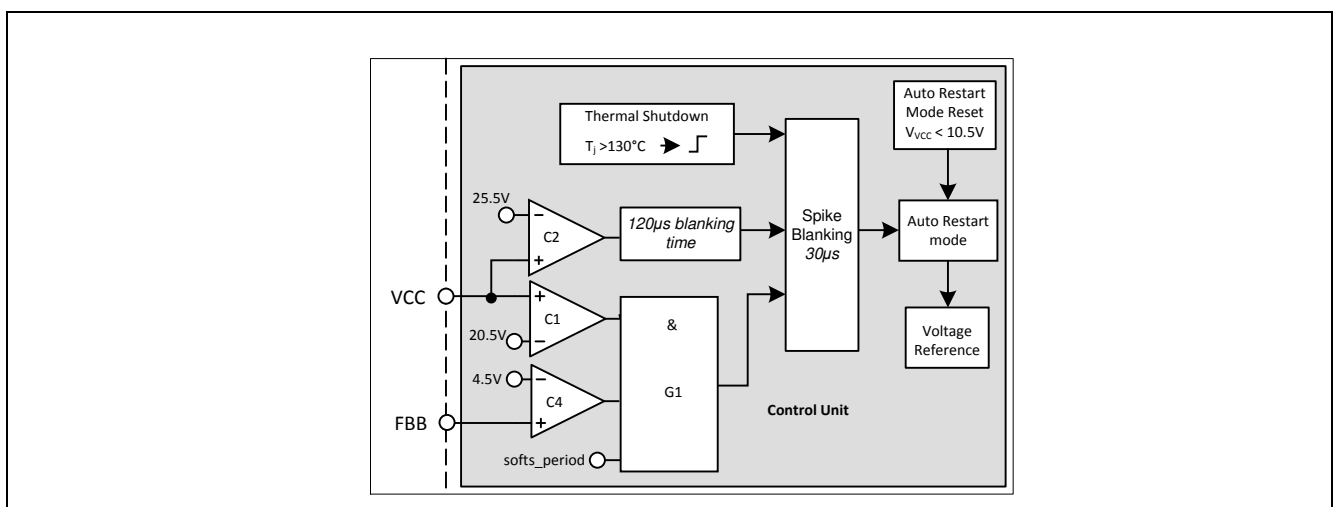 Thermal Shutdown
Tj >130°C
Auto Restart
Mode Reset
VVCC < 10.5V
25.5V
−
C2
+
120µs blanking
time
Spike
Blanking
30µs
Auto Restart
mode
VCC
+
C1
20.5V
−
&
G1
Voltage
Reference
4.5V
−
C4
FBB
+
Control Unit
softs_period